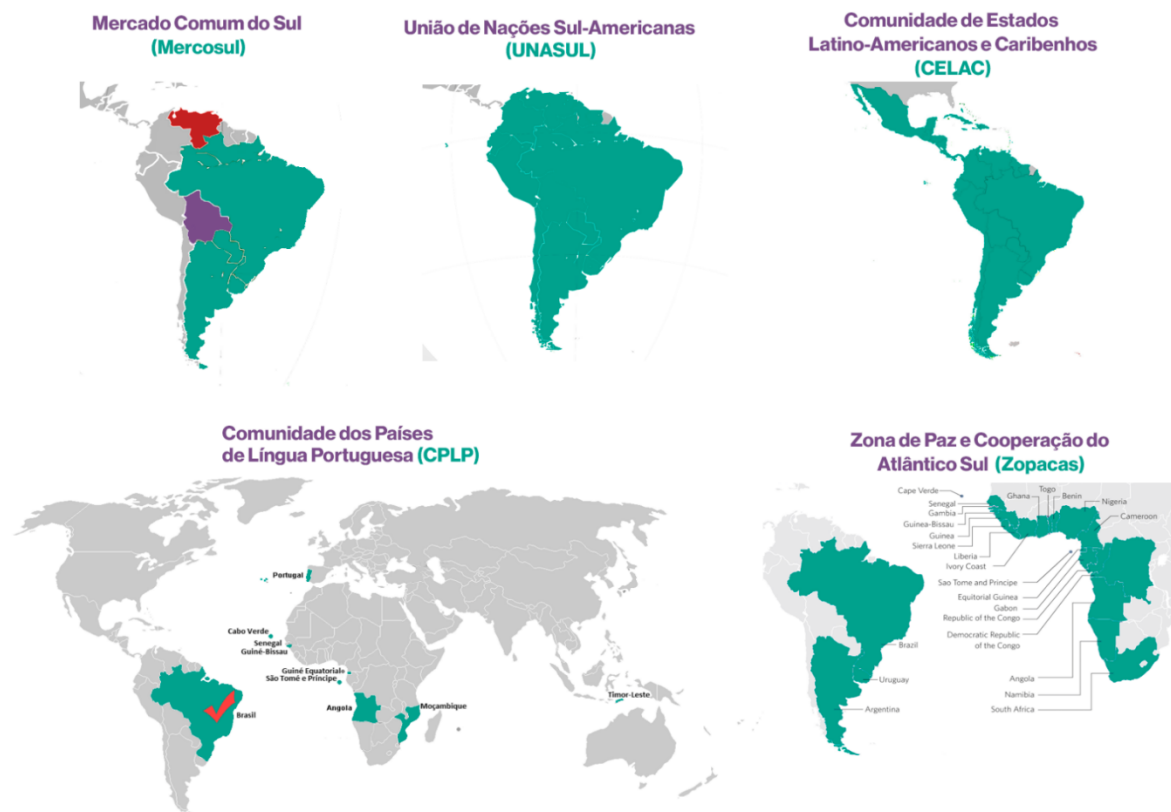 Mercado Comum do Sul
(Mercosul)
União de Nações Sul-Americanas
(UNASUL)
Comunidade de Estados
Latino-Americanos e Caribenhos
(CELAC)
Comunidade dos Países
de Língua Portuguesa (CPLP)
Portugal
Cabo Verde
Senegal
Guiné-Bissau
Guiné Equatorial
São Tomé e Príncipe
Timor-Leste
Angola
Moçambique
Brasil
Zona de Paz e Cooperação do
Atlântico Sul (Zopacas)
Cape Verde
Togo
Ghana
Benin
Senegal
Nigeria
Gambia
Guinea-Bissau
Cameroon
Guinea
Sierra Leone
Liberia
Ivory Coast
Sao Tome and Principe
Equitorial Guinea
Gabon
Republic of the Congo
Democratic Republic
of the Congo
Brazil
Uruguay
Angola
Namibia
Argentina
South Africa